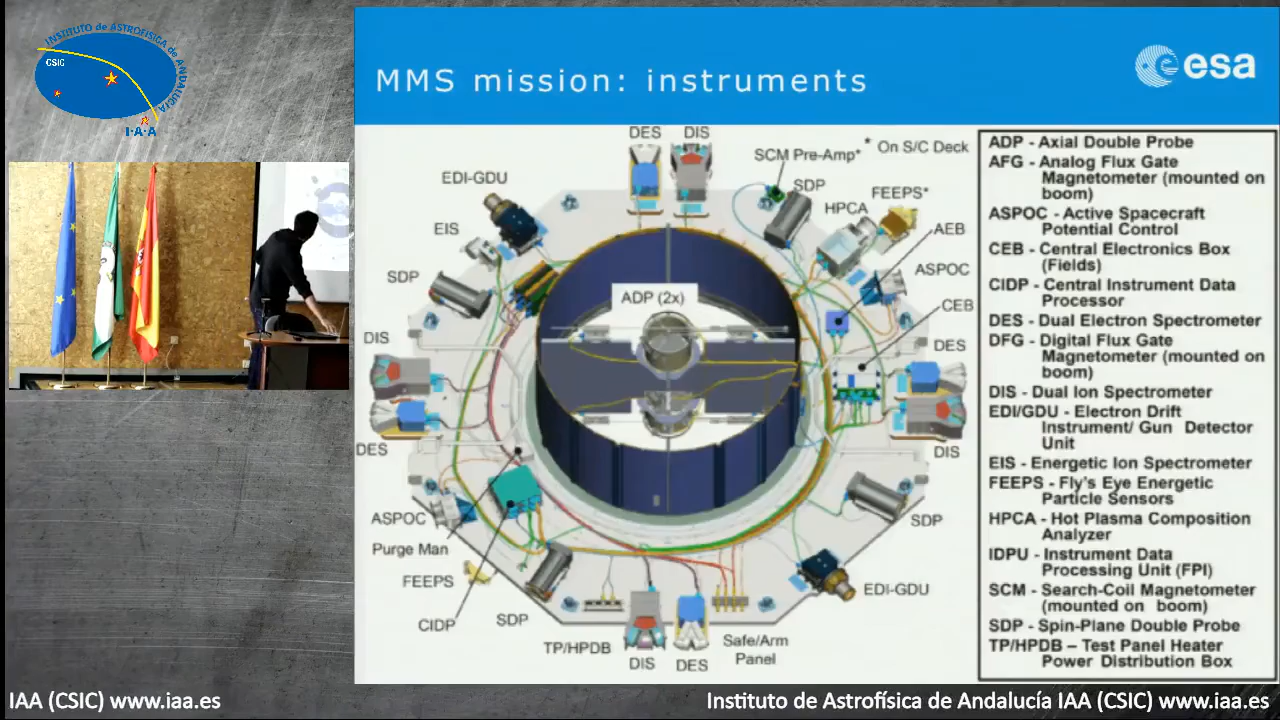 INSTITUTO de ASTROFÍSICA de ANDALUCÍA
CSIC
I·A·A
MMS mission: instruments
esa
DES
DIS
SCM Pre-Amp*
* On S/C Deck
EDI-GDU
SDP
FEEPS*
HPCA
EIS
AEB
SDP
ASPOC
ADP (2x)
CEB
DIS
DES
DES
DIS
ASPOC
SDP
Purge Man
FEEPS
EDI-GDU
CIDP
SDP
TP/HPDB
DIS
DES
Safe/Arm
Panel
ADP - Axial Double Probe
AFG - Analog Flux Gate
Magnetometer (mounted on
boom)
ASPOC - Active Spacecraft
Potential Control
CEB - Central Electronics Box
(Fields)
CIDP - Central Instrument Data
Processor
DES - Dual Electron Spectrometer
DFG - Digital Flux Gate
Magnetometer (mounted on
boom)
DIS - Dual Ion Spectrometer
EDI/GDU - Electron Drift
Instrument/ Gun Detector
Unit
EIS - Energetic Ion Spectrometer
FEEPS - Fly's Eye Energetic
Particle Sensors
HPCA - Hot Plasma Composition
Analyzer
IDPU - Instrument Data
Processing Unit (FPI)
SCM - Search-Coil Magnetometer
(mounted on boom)
SDP - Spin-Plane Double Probe
TP/HPDB – Test Panel Heater
Power Distribution Box
IAA (CSIC) www.iaa.es
Instituto de Astrofísica de Andalucía IAA (CSIC) www.iaa.es